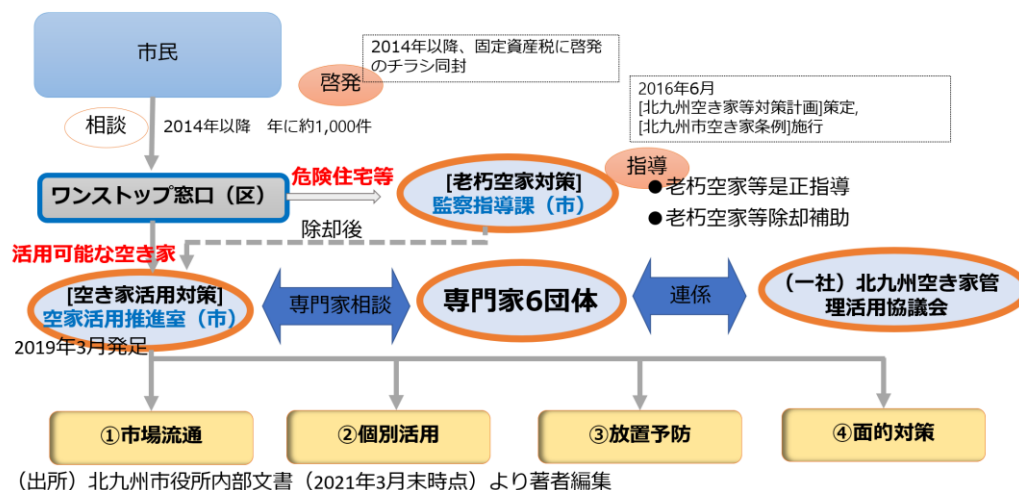 市民
2014年以降、固定資産税に啓発
のチラシ同封
啓発
2016年6月
[北九州空き家等対策計画]策定,
[北九州市空き家条例]施行
相談
2014年以降　年に約1,000件
指導
危険住宅等
ワンストップ窓口（区）
[老朽空家対策]
監察指導課（市）
●老朽空家等是正指導
●老朽空家等除却補助
除却後
活用可能な空き家
[空き家活用対策]
空家活用推進室（市）
2019年3月発足
専門家相談
専門家6団体
連係
（一社）北九州空き家管
理活用協議会
①市場流通
②個別活用
③放置予防
④面的対策
（出所）北九州市役所内部文書（2021年3月末時点）より著者編集